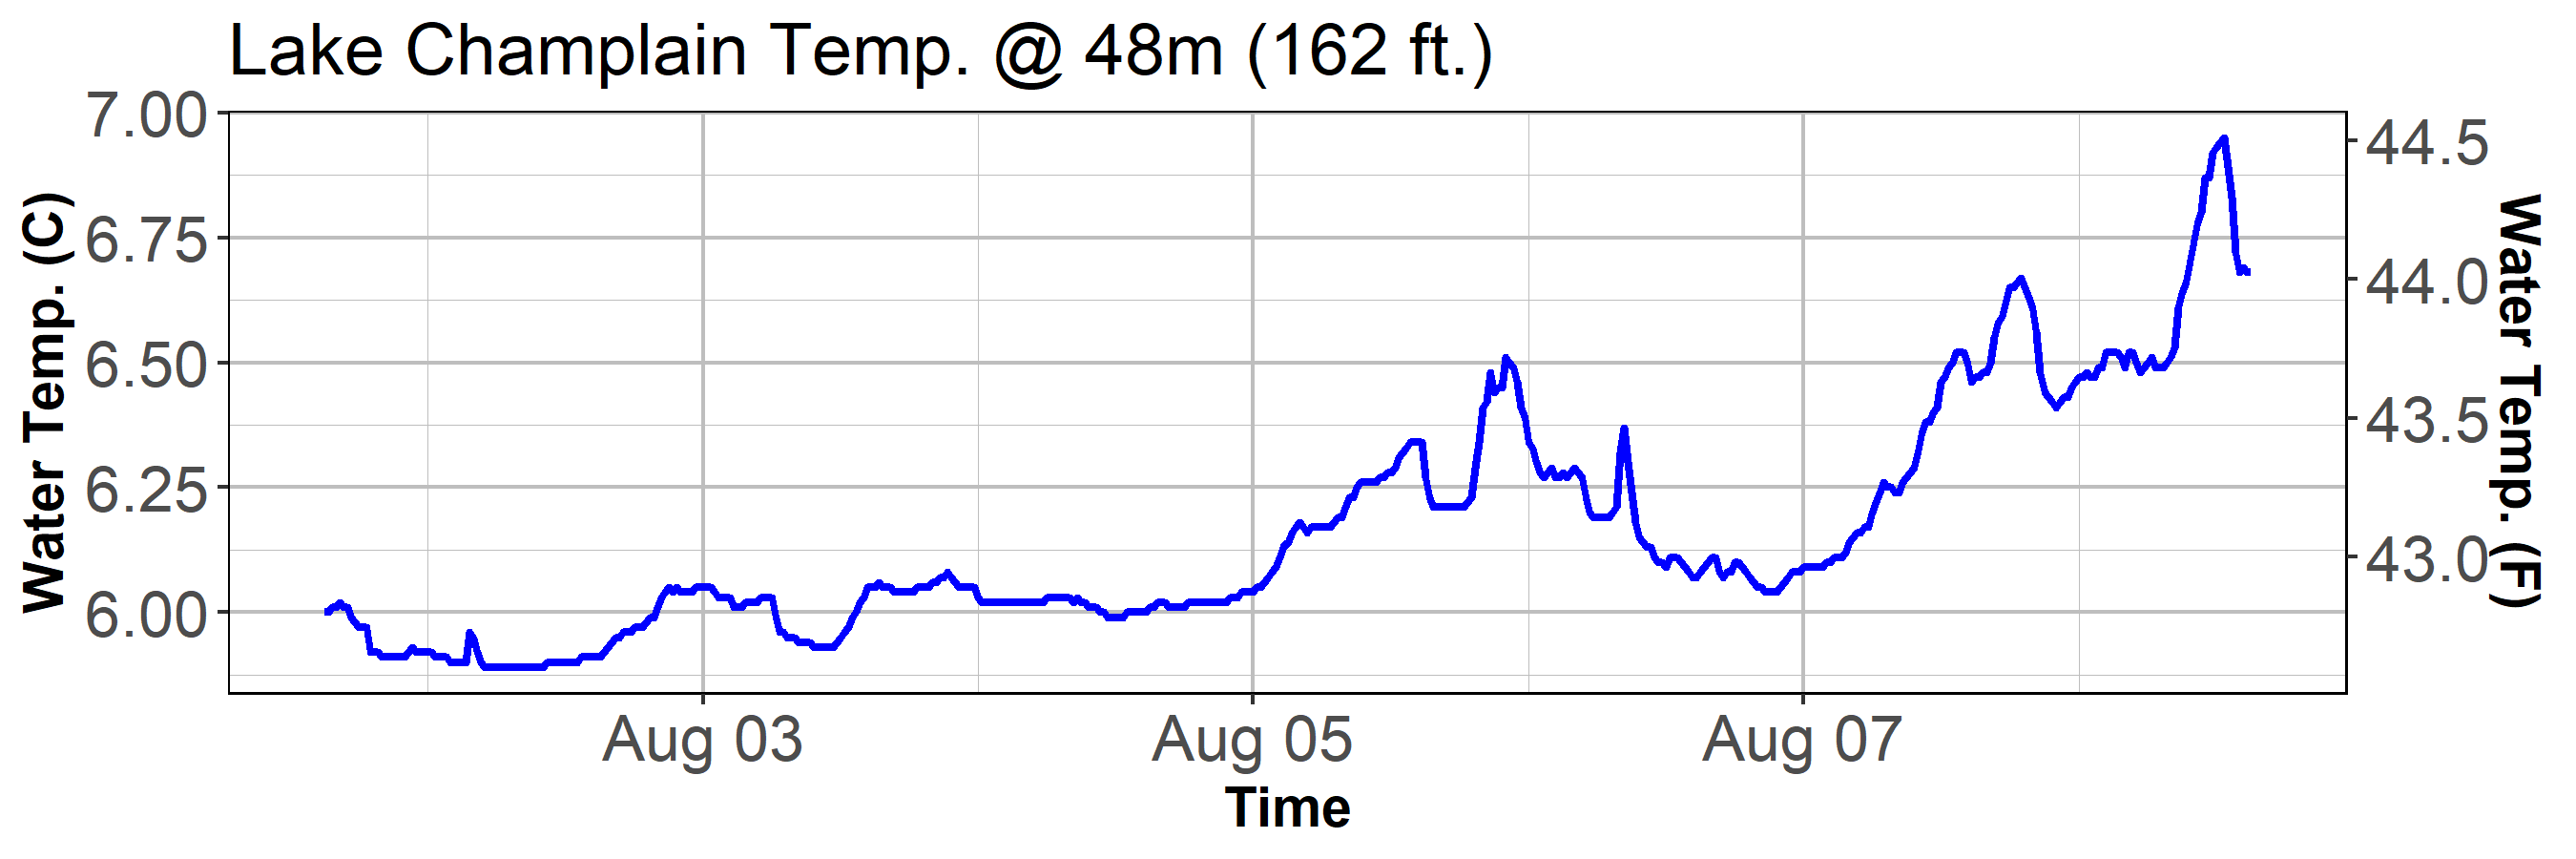 Lake Champlain Temp. @ 48m (162 ft.)
Water Temp. (C)
7.00
6.75
6.50
6.25
6.00
44.5
44.0
43.5
43.0
Water Temp. (F)
Aug 03 Aug 05 Aug 07
Time